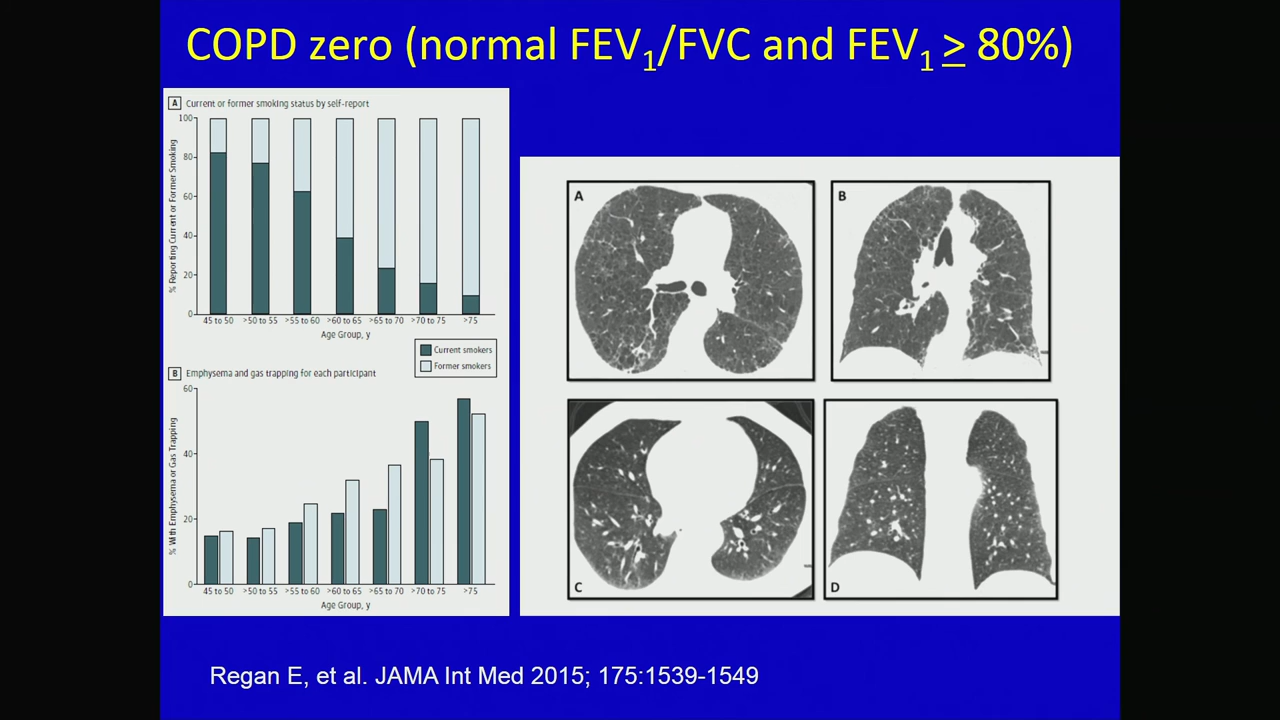 COPD zero (normal FEV1/FVC and FEV1 ≥ 80%)
A Current or former smoking status by self-report
% Reporting Current or Former Smoking
100
80
60
40
20
0
45 to 50 >50 to 55 >55 to 60 >60 to 65 >65 to 70 >70 to 75 >75
Age Group, y
Current smokers
Former smokers
B Emphysema and gas trapping for each participant
% With Emphysema or Gas Trapping
60
40
20
0
45 to 50 >50 to 55 >55 to 60 >60 to 65 >65 to 70 >70 to 75 >75
Age Group, y
A
B
C
D
Regan E, et al. JAMA Int Med 2015; 175:1539-1549